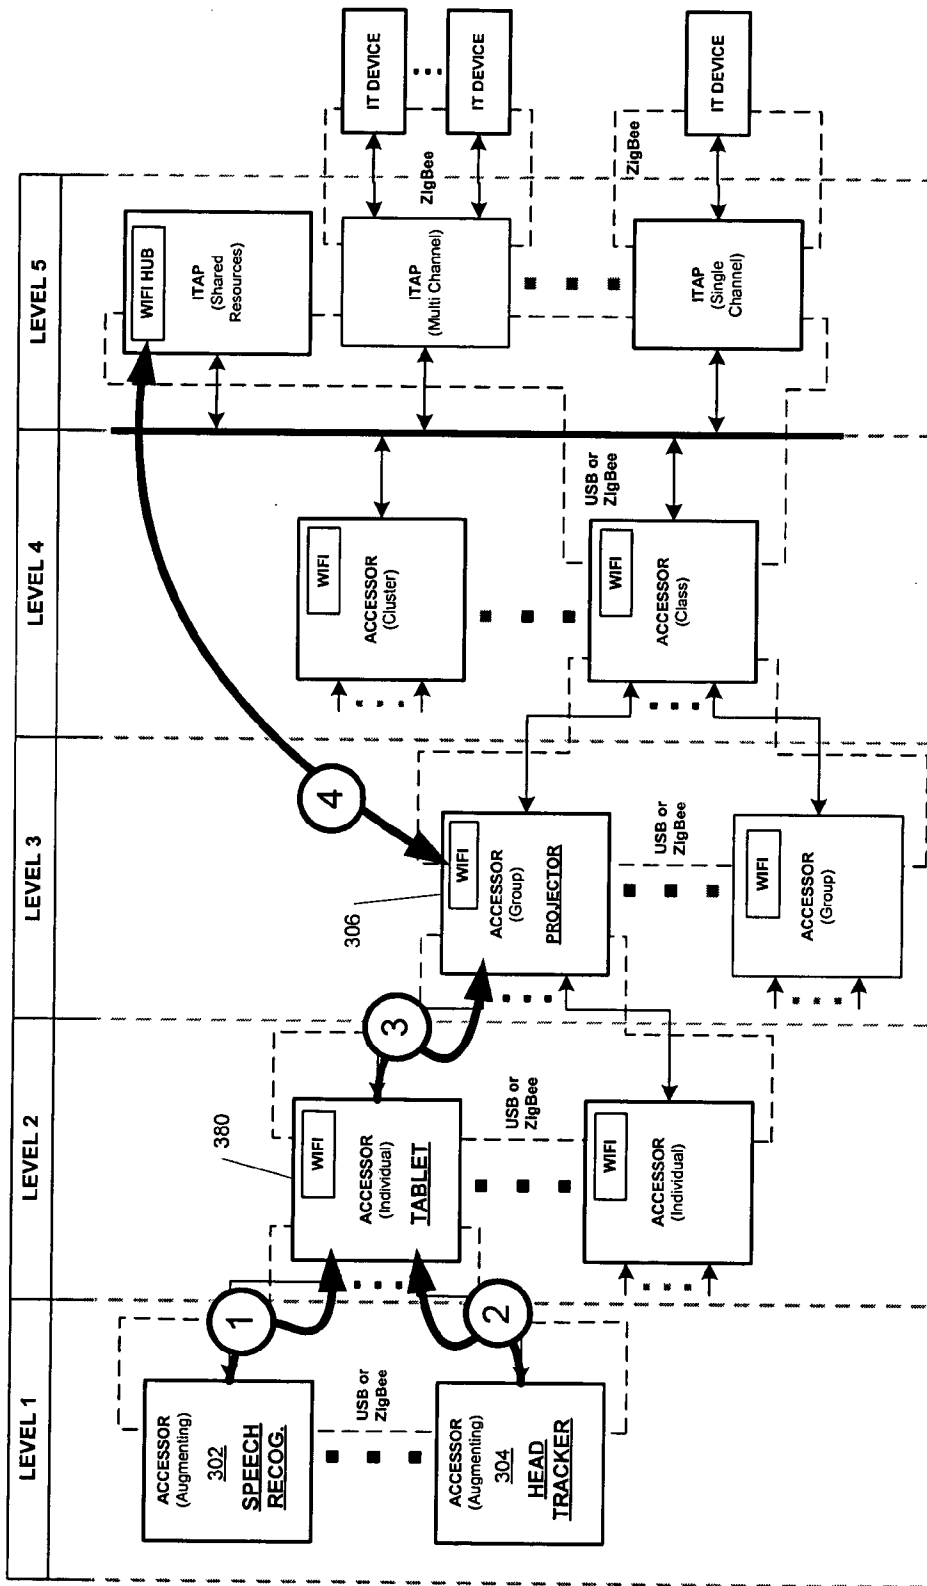 LEVEL 1
LEVEL 2
LEVEL 3
LEVEL 4
LEVEL 5
ACCESSOR
(Augmenting)
302
SPEECH
RECOG.
USB or
ZigBee
ACCESSOR
(Augmenting)
304
HEAD
TRACKER
1
2
380
WIFI
ACCESSOR
(Individual)
TABLET
USB or
ZigBee
WIFI
ACCESSOR
(Individual)
3
306
4
WIFI
ACCESSOR
(Group)
PROJECTOR
USB or
ZigBee
WIFI
ACCESSOR
(Group)
WIFI
ACCESSOR
(Cluster)
USB or
ZigBee
WIFI
ACCESSOR
(Class)
WIFI HUB
ITAP
(Shared
Resources)
ITAP
(Multi Channel)
ITAP
(Single
Channel)
ZigBee
ZigBee
IT DEVICE
IT DEVICE
IT DEVICE